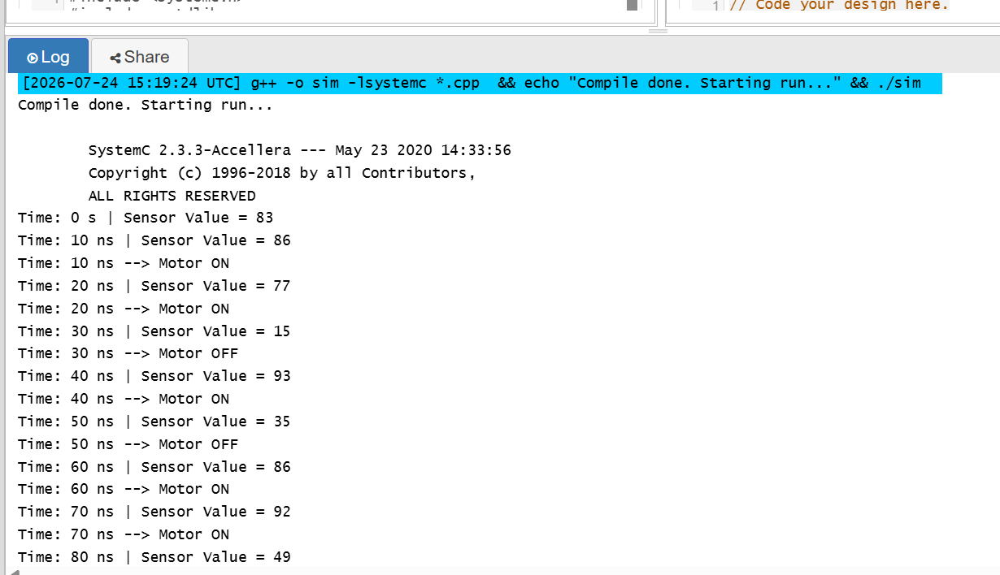 1
// Code your design here.
Log
Share
[2026-07-24 15:19:24 UTC] g++ -o sim -lsystemc *.cpp  && echo "Compile done. Starting run..." && ./sim
Compile done. Starting run...
SystemC 2.3.3-Accellera --- May 23 2020 14:33:56
Copyright (c) 1996-2018 by all Contributors,
ALL RIGHTS RESERVED
Time: 0 s | Sensor Value = 83
Time: 10 ns | Sensor Value = 86
Time: 10 ns --> Motor ON
Time: 20 ns | Sensor Value = 77
Time: 20 ns --> Motor ON
Time: 30 ns | Sensor Value = 15
Time: 30 ns --> Motor OFF
Time: 40 ns | Sensor Value = 93
Time: 40 ns --> Motor ON
Time: 50 ns | Sensor Value = 35
Time: 50 ns --> Motor OFF
Time: 60 ns | Sensor Value = 86
Time: 60 ns --> Motor ON
Time: 70 ns | Sensor Value = 92
Time: 70 ns --> Motor ON
Time: 80 ns | Sensor Value = 49